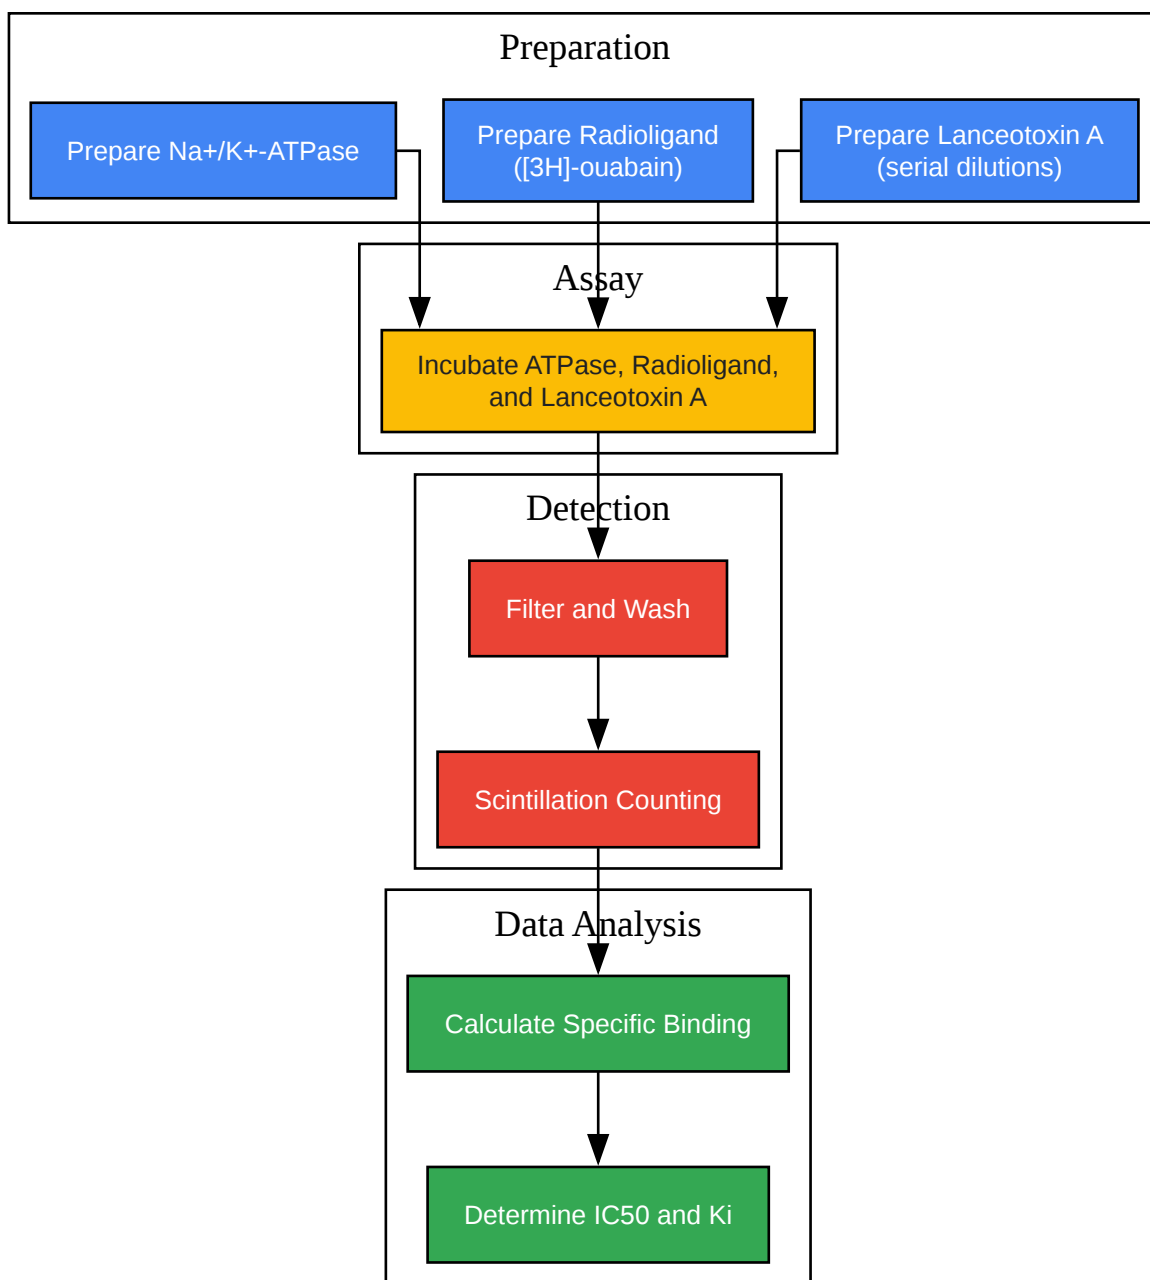 Preparation
Prepare Na+/K+-ATPase
Prepare Radioligand
([3H]-ouabain)
Prepare Lanceotoxin A
(serial dilutions)
Assay
Incubate ATPase, Radioligand,
and Lanceotoxin A
Detection
Filter and Wash
Scintillation Counting
Data Analysis
Calculate Specific Binding
Determine IC50 and Ki